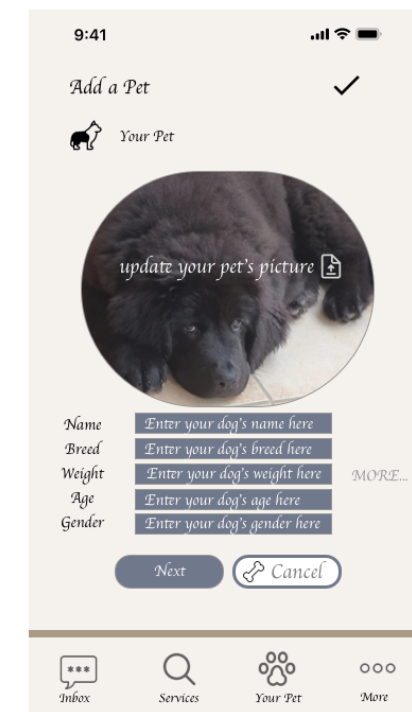 9:41
Add a Pet
Your Pet
update your pet's picture
Name Enter your dog's name here
Breed Enter your dog's breed here
Weight Enter your dog's weight here MORE...
Age Enter your dog's age here
Gender Enter your dog's gender here
Next Cancel
***
Inbox Services Your Pet More